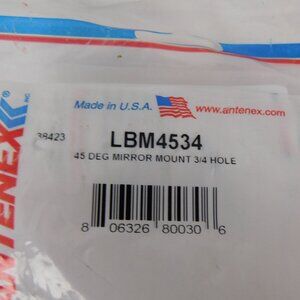 Made in U.S.A.
www.antenex.com
38423
LBM4534
45 DEG MIRROR MOUNT 3/4 HOLE
8 06326 80030 6
ANTENEX
INC